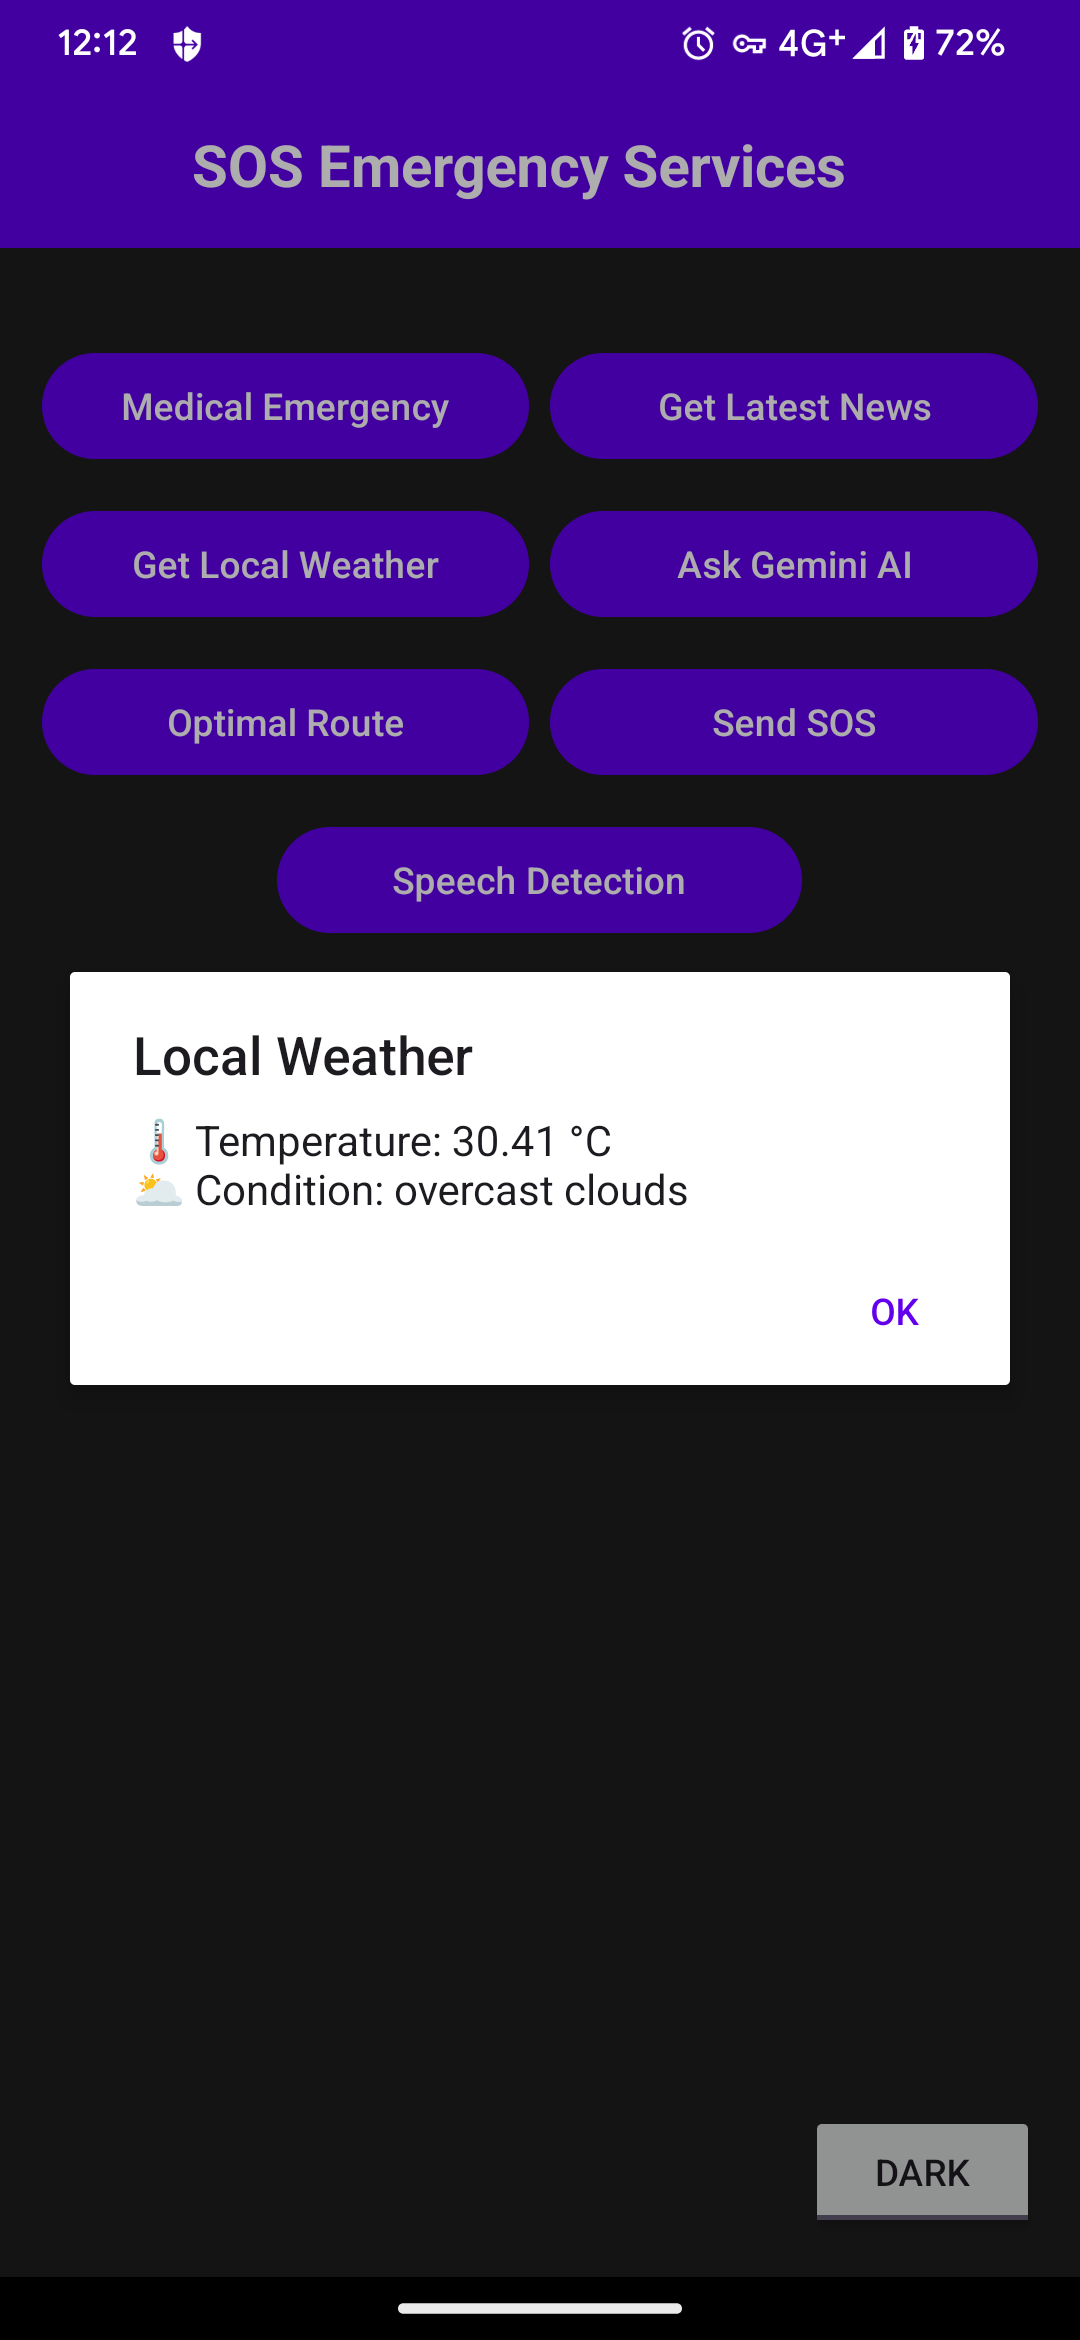 12:12 4G+ 72%
SOS Emergency Services
Medical Emergency Get Latest News
Get Local Weather Ask Gemini AI
Optimal Route Send SOS
Speech Detection
Local Weather
🌡️ Temperature: 30.41 °C
🌥️ Condition: overcast clouds
OK
DARK